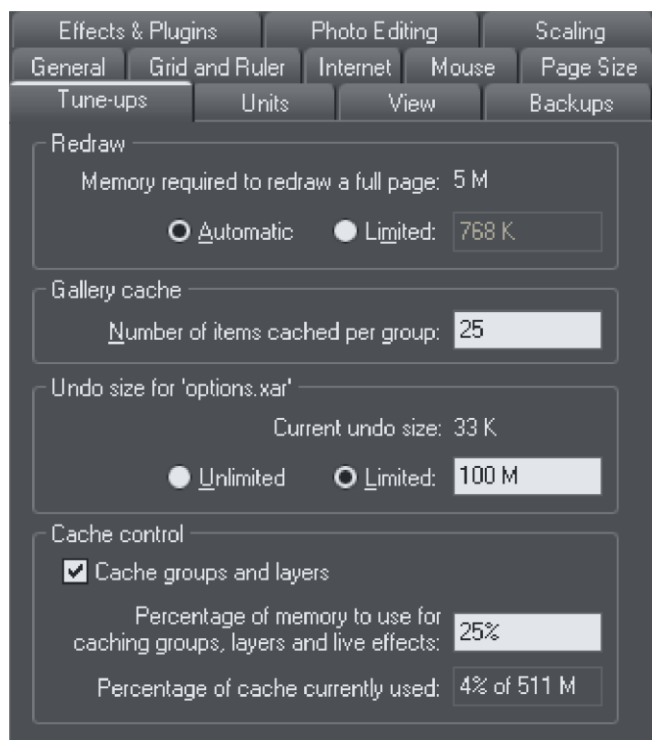 Effects & Plugins Photo Editing Scaling
General Grid and Ruler Internet Mouse Page Size
Tune-ups Units View Backups
Redraw
Memory required to redraw a full page: 5 M
Automatic Limited: 768 K
Gallery cache
Number of items cached per group: 25
Undo size for 'options.xar'
Current undo size: 33 K
Unlimited Limited: 100 M
Cache control
Cache groups and layers
Percentage of memory to use for
caching groups, layers and live effects: 25%
Percentage of cache currently used: 4% of 511 M